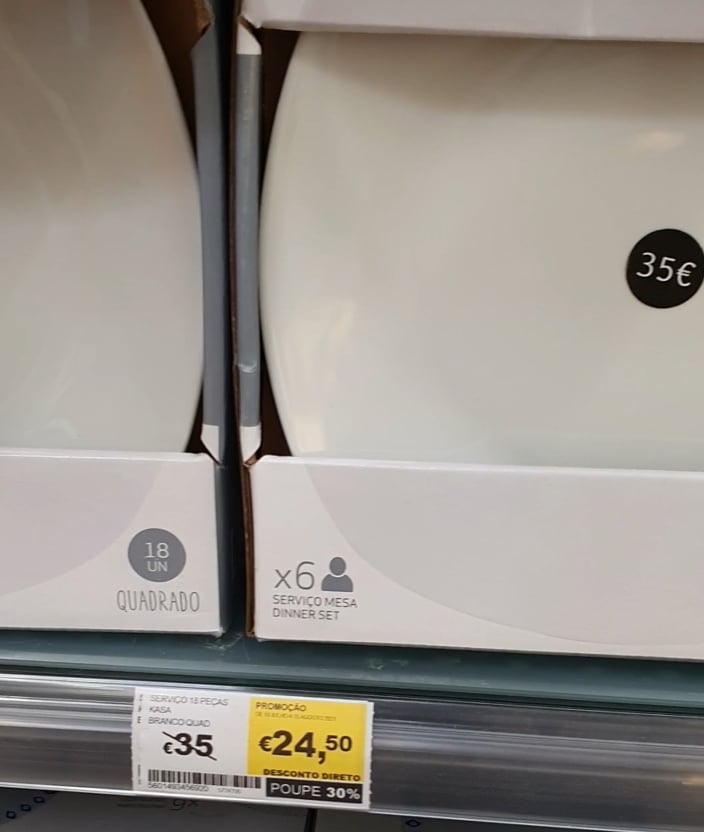 35€
18
UN
QUADRADO
x6
SERVIÇO MESA
DINNER SET
SERVIÇO 18 PEÇAS
KASA
BRANCO QUAD
€35
PROMOÇÃO
€24,50
DESCONTO DIRETO
POUPE 30%
5601493456920